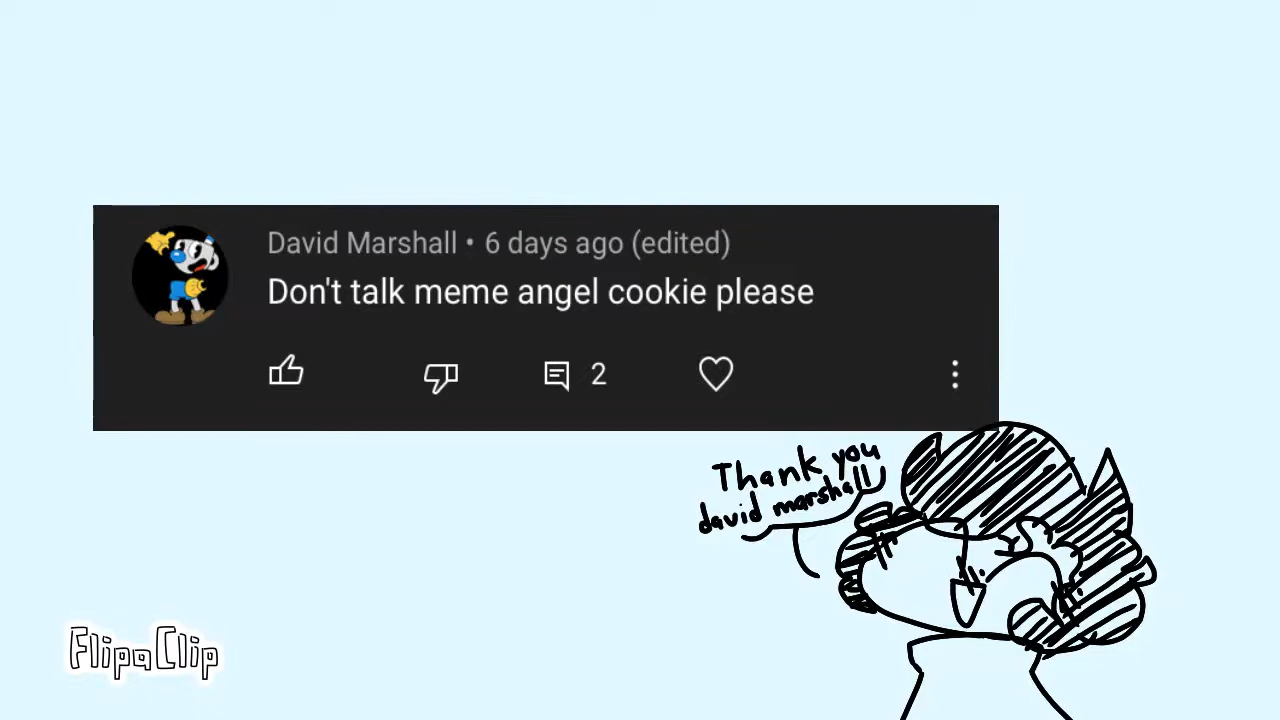 David Marshall • 6 days ago (edited)
Don't talk meme angel cookie please
2
Thank you
david marshall
FlipaClip